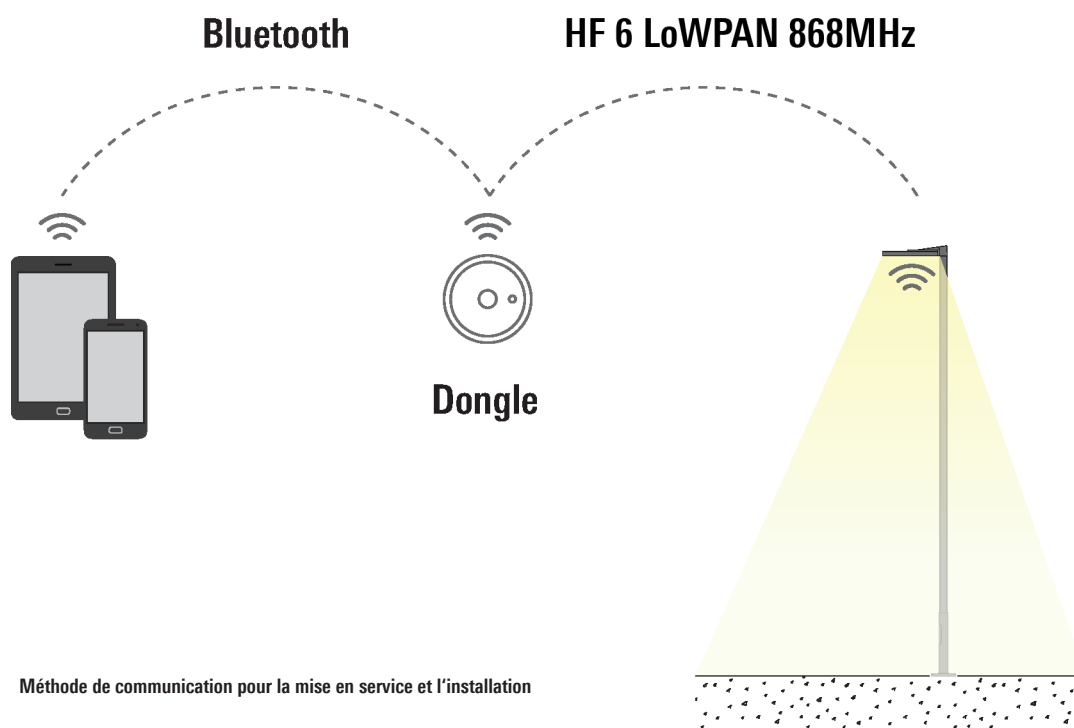 Bluetooth
HF 6 LoWPAN 868MHz
Dongle
Méthode de communication pour la mise en service et l‘installation